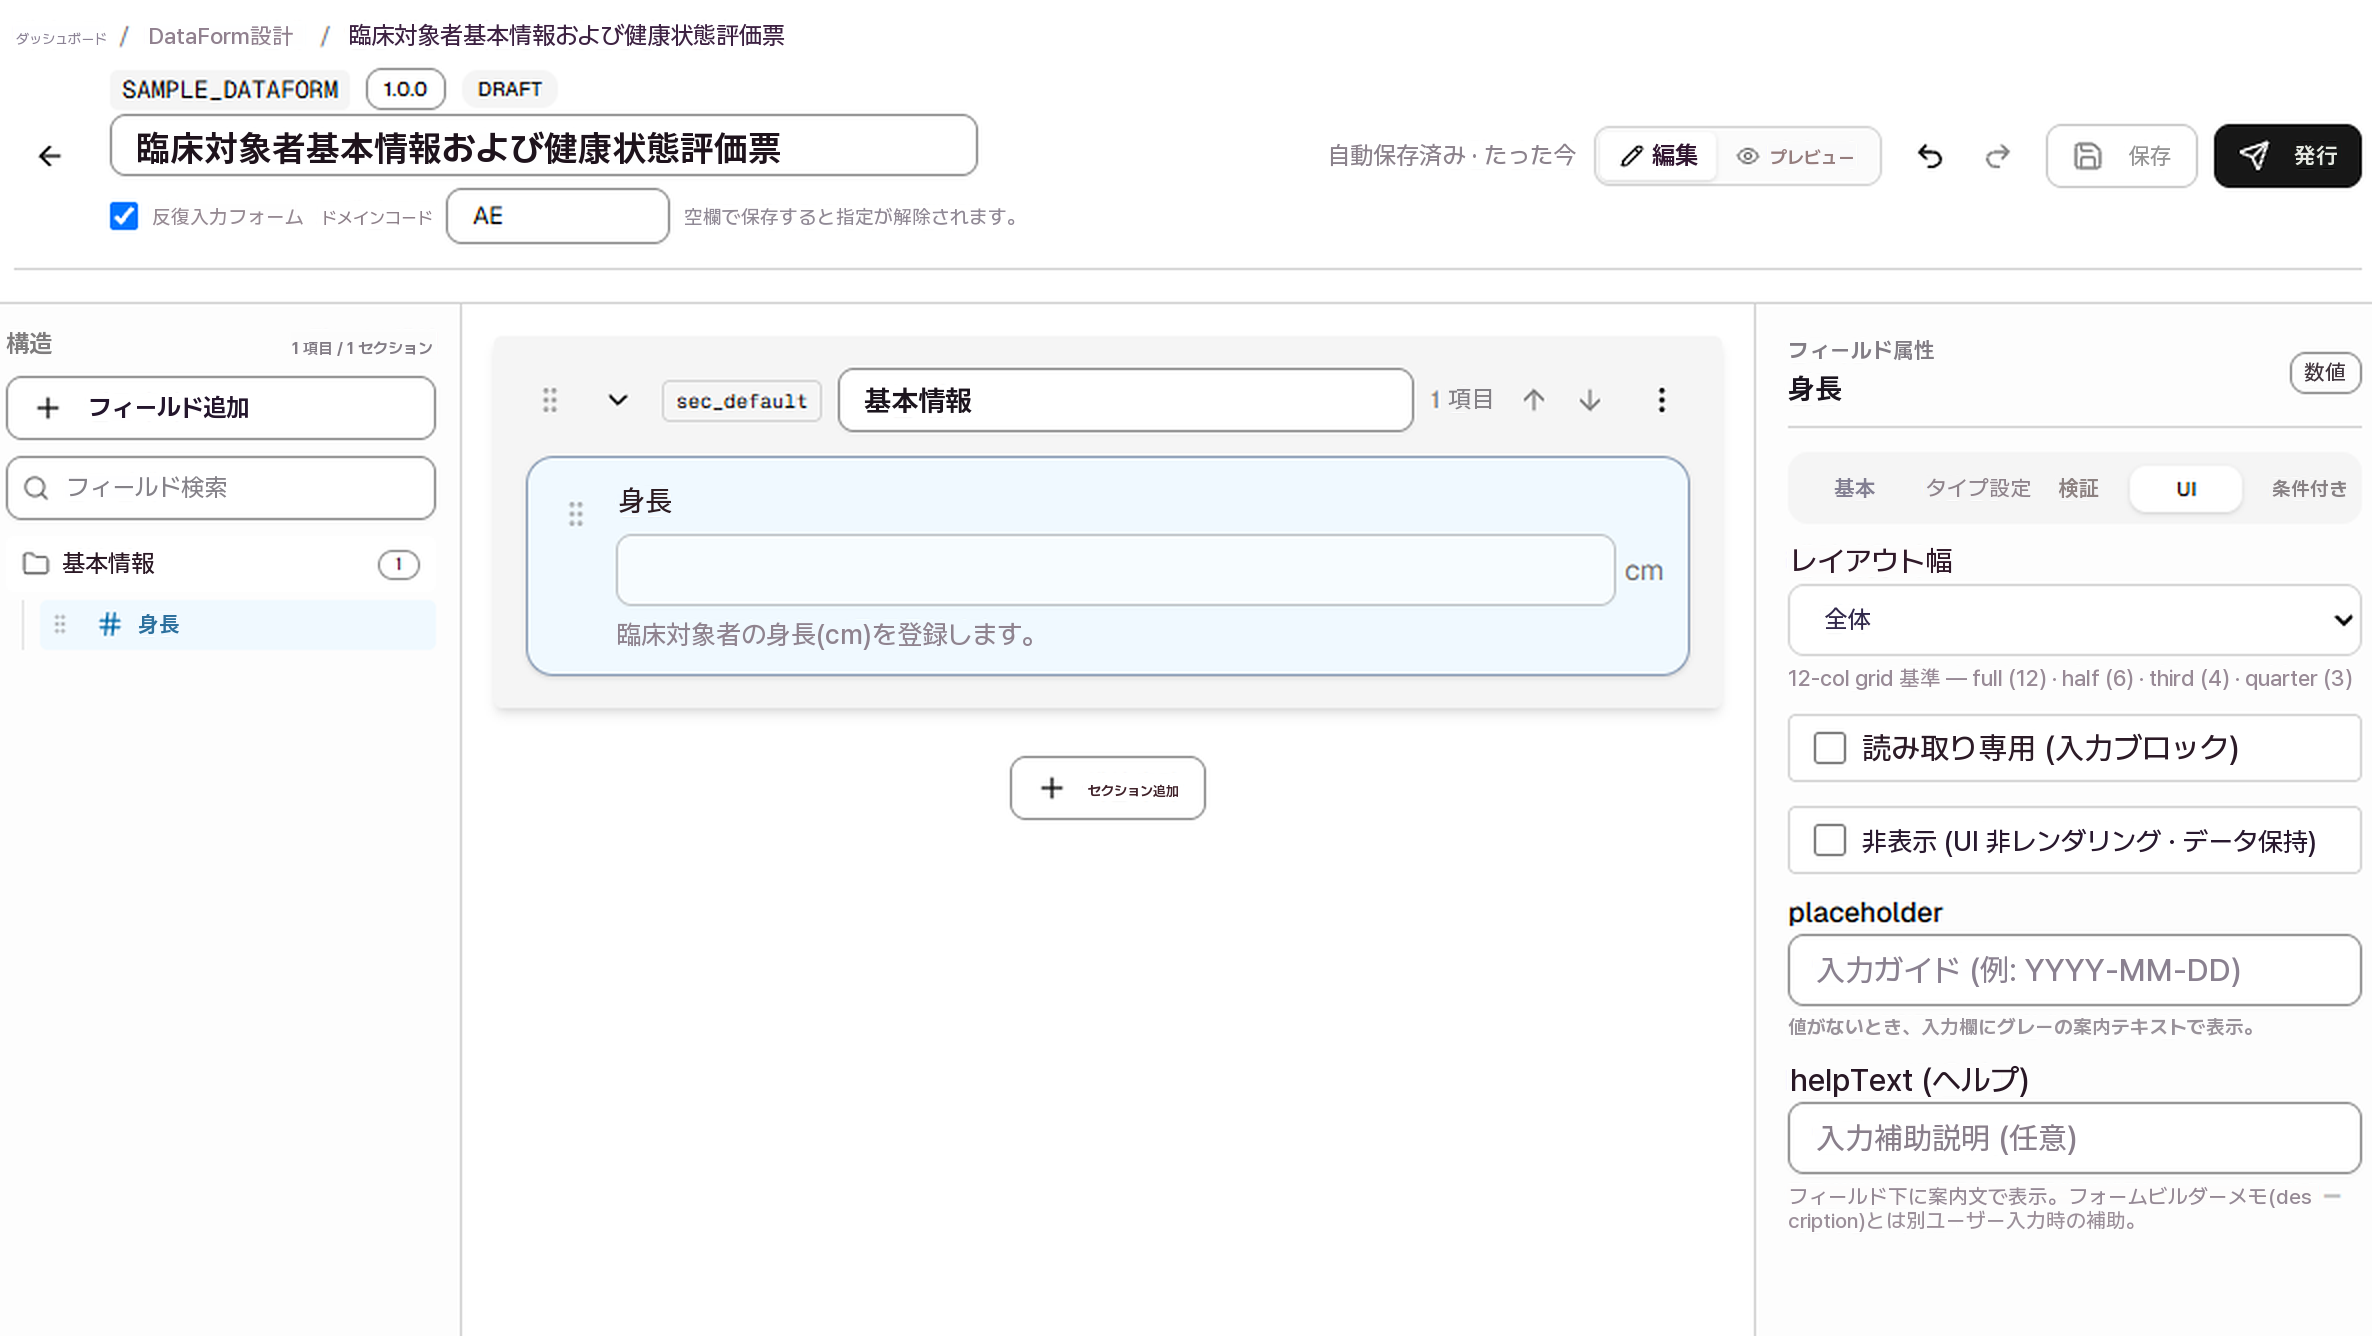 ダッシュボード / DataForm設計 / 臨床対象者基本情報および健康状態評価票
SAMPLE_DATAFORM 1.0.0 DRAFT
臨床対象者基本情報および健康状態評価票
自動保存済み · たった今 編集 プレビュー 保存 発行
反復入力フォーム ドメインコード AE 空欄で保存すると指定が解除されます。
構造 1 項目 / 1 セクション
フィールド追加
フィールド検索
基本情報 1
身長
sec_default 基本情報 1 項目
身長
cm
臨床対象者の身長(cm)を登録します。
セクション追加
フィールド属性
身長 数値
基本 タイプ設定 検証 UI 条件付き
レイアウト幅
全体
12-col grid 基準 — full (12) · half (6) · third (4) · quarter (3)
読み取り専用 (入力ブロック)
非表示 (UI 非レンダリング · データ保持)
placeholder
入力ガイド (例: YYYY-MM-DD)
値がないとき、入力欄にグレーの案内テキストで表示。
helpText (ヘルプ)
入力補助説明 (任意)
フィールド下に案内文で表示。フォームビルダーメモ(des
cription)とは別ユーザー入力時の補助。